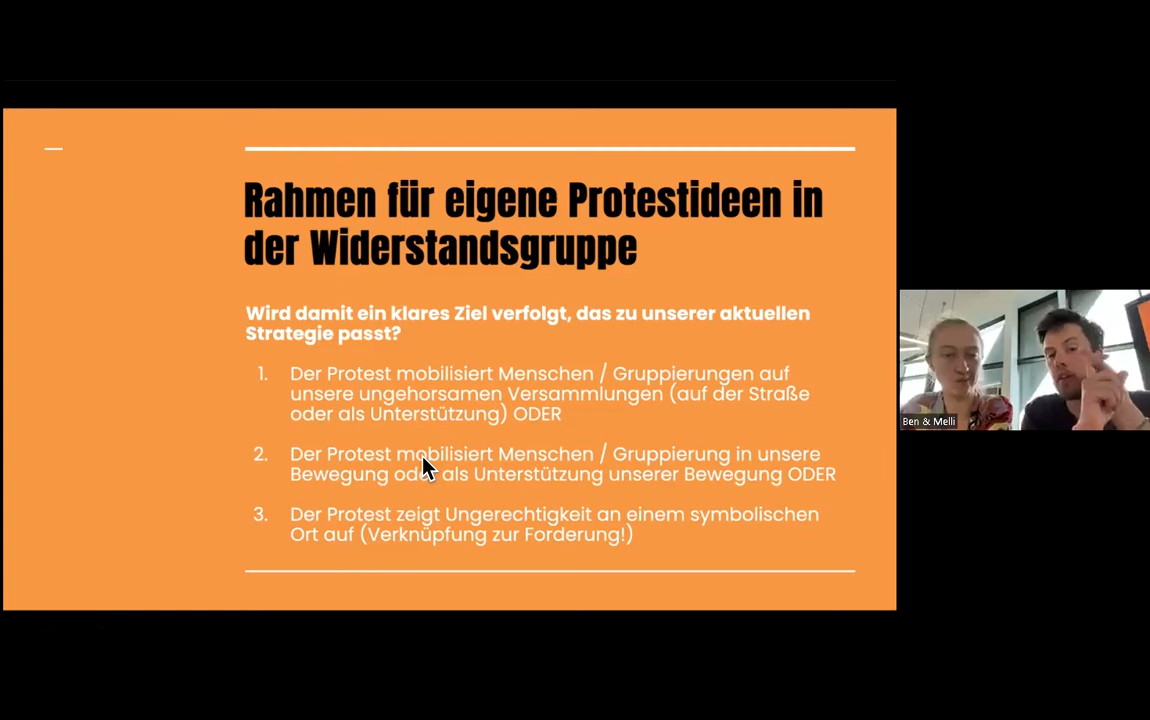 Rahmen für eigene Protestideen in
der Widerstandsgruppe
Wird damit ein klares Ziel verfolgt, das zu unserer aktuellen
Strategie passt?
1. Der Protest mobilisiert Menschen / Gruppierungen auf
unsere ungehorsamen Versammlungen (auf der Straße
oder als Unterstützung) ODER
2. Der Protest mobilisiert Menschen / Gruppierung in unsere
Bewegung oder als Unterstützung unserer Bewegung ODER
3. Der Protest zeigt Ungerechtigkeit an einem symbolischen
Ort auf (Verknüpfung zur Forderung!)
Ben & Melli